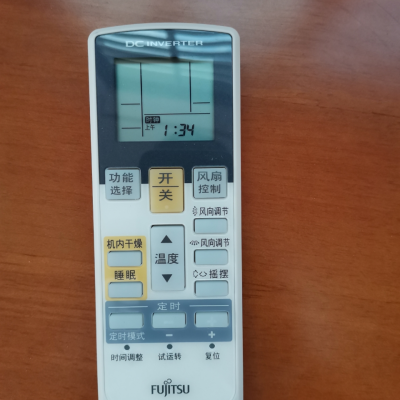 DC INVERTER
时钟
上午 1:34
功能
选择
开
关
风扇
控制
风向调节
机内干燥
风向调节
温度
睡眠
摇摆
定时
定时模式
- +
时间调整 试运转 复位
FUJITSU